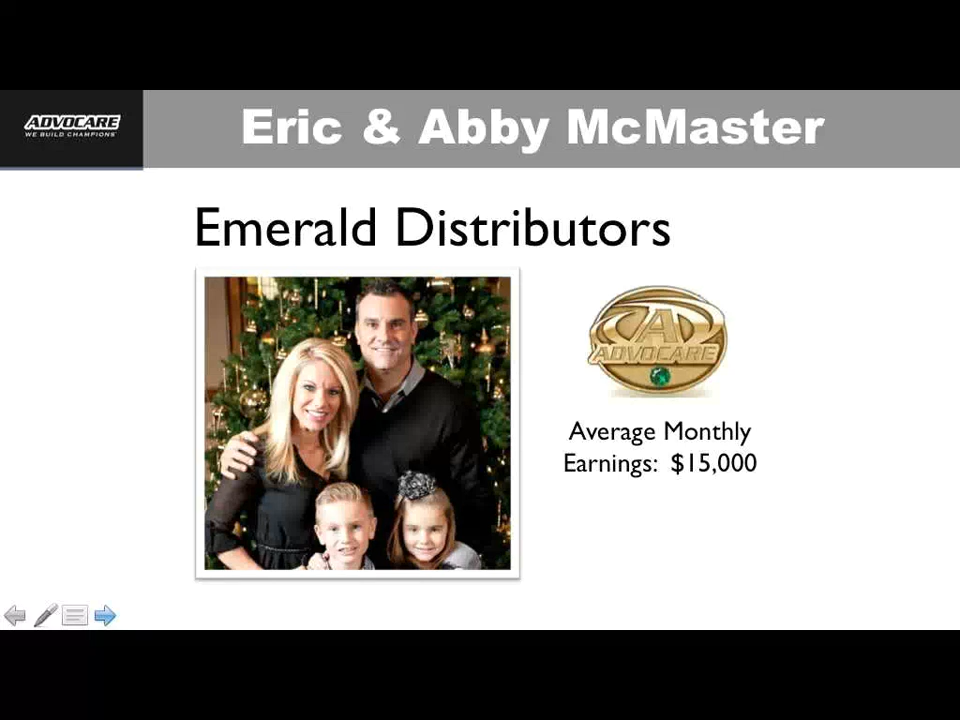 ADVOCARE
WE BUILD CHAMPIONS
Eric & Abby McMaster
Emerald Distributors
A
ADVOCARE
Average Monthly
Earnings: $15,000